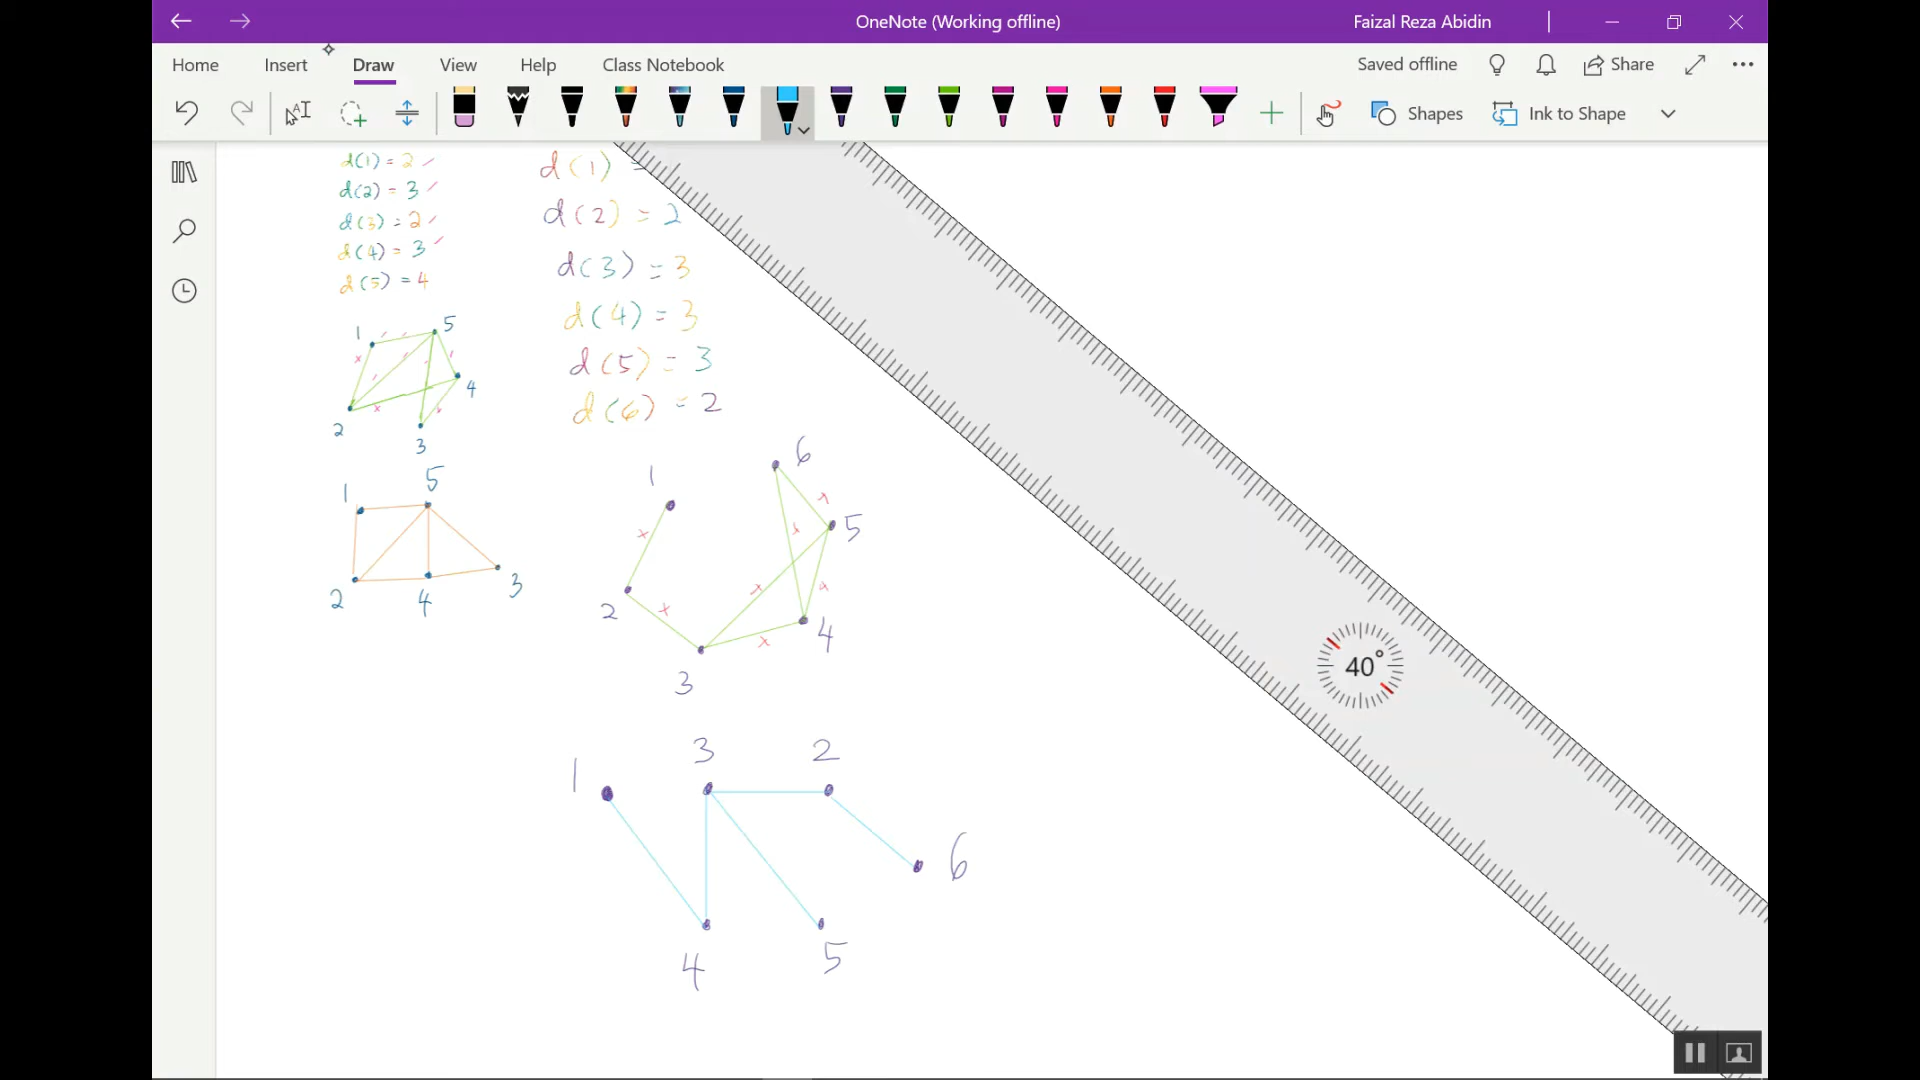 OneNote (Working offline)
Faizal Reza Abidin
Home Insert Draw View Help Class Notebook
Saved offline
Share
Shapes
Ink to Shape
d(1) = 2
d(2) = 3
d(3) = 2
d(4) = 3
d(5) = 4
d(1) =
d(2) = 2
d(3) = 3
d(4) = 3
d(5) = 3
d(6) = 2
1 5
4
2
3
5
1
2 4 3
6
1
5
2
4
3
40°
3 2
1
6
5
4